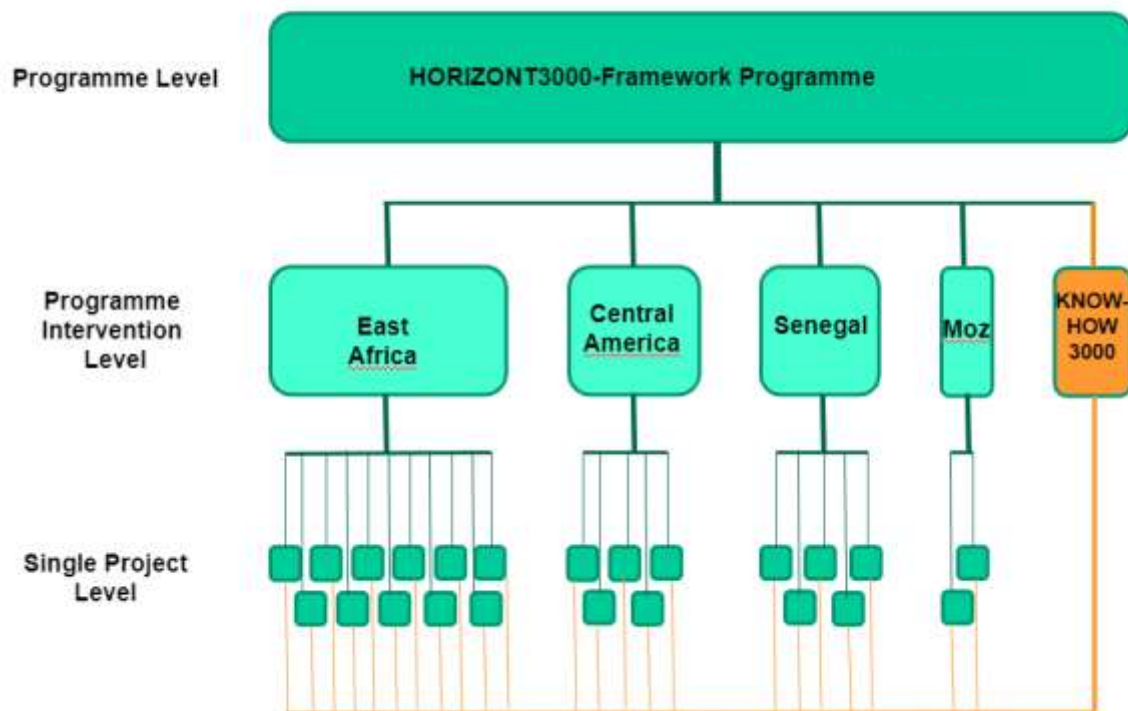 Programme Level
HORIZONT3000-Framework Programme
Programme
Intervention
Level
East
Africa
Central
America
Senegal
Moz
KNOW-
HOW
3000
Single Project
Level